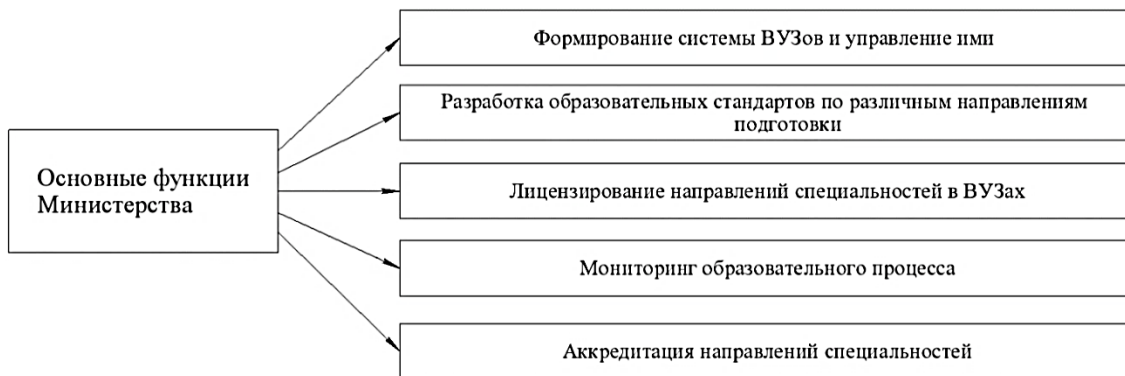 Формирование системы ВУЗов и управление ими
Разработка образовательных стандартов по различным направлениям
подготовки
Основные функции
Министерства
Лицензирование направлений специальностей в ВУЗах
Мониторинг образовательного процесса
Аккредитация направлений специальностей